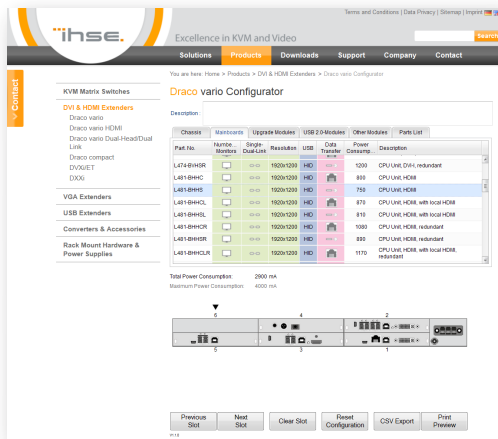 Terms and Conditions | Data Privacy | Sitemap | Imprint
ihse.
Excellence in KVM and Video
Search
Solutions Products Downloads Support Company Contact
Contact
You are here: Home > Products > DVI & HDMI Extenders > Draco vario Configurator
KVM Matrix Switches
DVI & HDMI Extenders
Draco vario
Draco vario HDMI
Draco vario Dual-Head/Dual
Link
Draco compact
DVX/ET
DXXi
VGA Extenders
USB Extenders
Converters & Accessories
Rack Mount Hardware &
Power Supplies
Draco vario Configurator
Description:
Chassis Mainboards Upgrade Modules USB 2.0-Modules Other Modules Parts List
Part. No. Numbe... Monitors Single- Dual-Link Resolution USB Data Transfer Power Consump... Description
L474-BVHSR 1920x1200 HID 1200 CPU Unit, DVI-I, redundant
L481-BHHC 1920x1200 HID 800 CPU Unit, HDMI
L481-BHHS 1920x1200 HID 750 CPU Unit, HDMI
L481-BHHCL 1920x1200 HID 870 CPU Unit, HDMI, with local HDMI
L481-BHHSL 1920x1200 HID 810 CPU Unit, HDMI, with local HDMI
L481-BHHCR 1920x1200 HID 1080 CPU Unit, HDMI, redundant
L481-BHHSR 1920x1200 HID 890 CPU Unit, HDMI, redundant
L481-BHHCLR 1920x1200 HID 1170 CPU Unit, HDMI, with local HDMI,
redundant
Total Power Consumption: 2900 mA
Maximum Power Consumption: 4000 mA
6 4 2
5 3 1
Previous
Slot
Next
Slot
Clear Slot
Reset
Configuration
CSV Export
Print
Preview